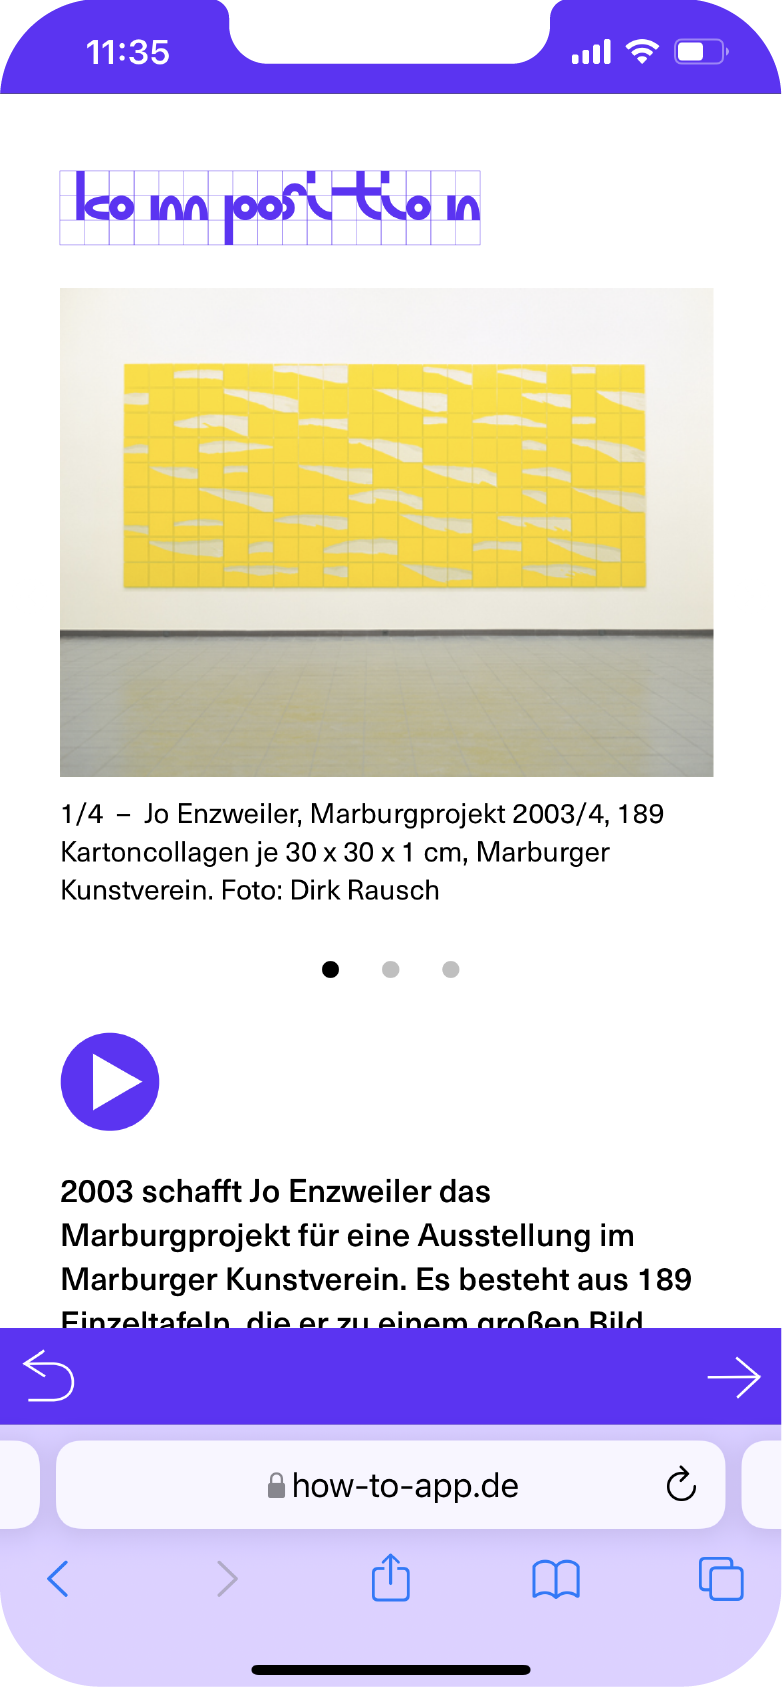 11:35
komposition
1/4 – Jo Enzweiler, Marburgprojekt 2003/4, 189
Kartoncollagen je 30 x 30 x 1 cm, Marburger
Kunstverein. Foto: Dirk Rausch
2003 schafft Jo Enzweiler das
Marburgprojekt für eine Ausstellung im
Marburger Kunstverein. Es besteht aus 189
Einzeltafeln, die er zu einem großen Bild
how-to-app.de